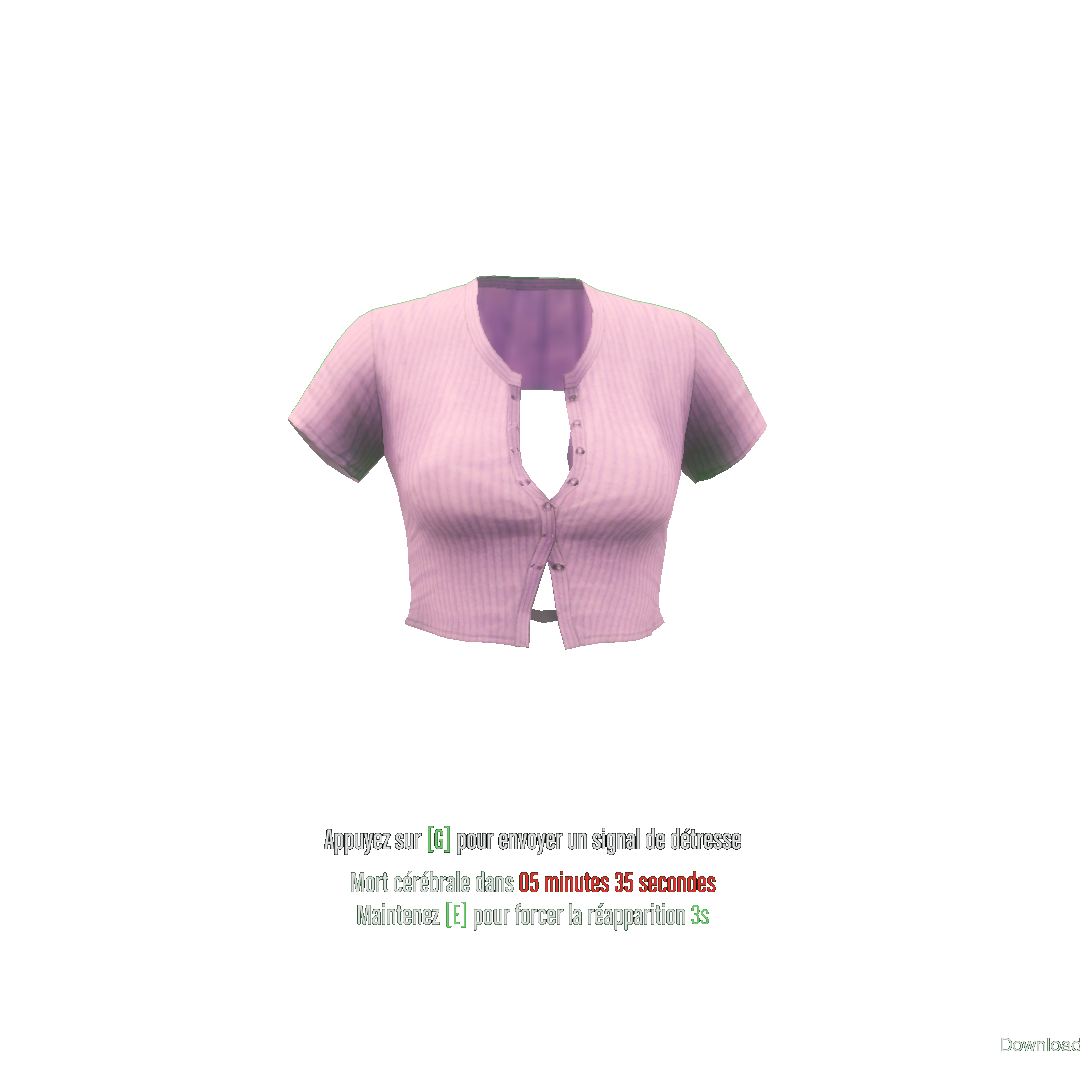 Appuyez sur [G] pour envoyer un signal de détresse
Mort cérébrale dans 05 minutes 35 secondes
Maintenez [E] pour forcer la réapparition 3s
Download